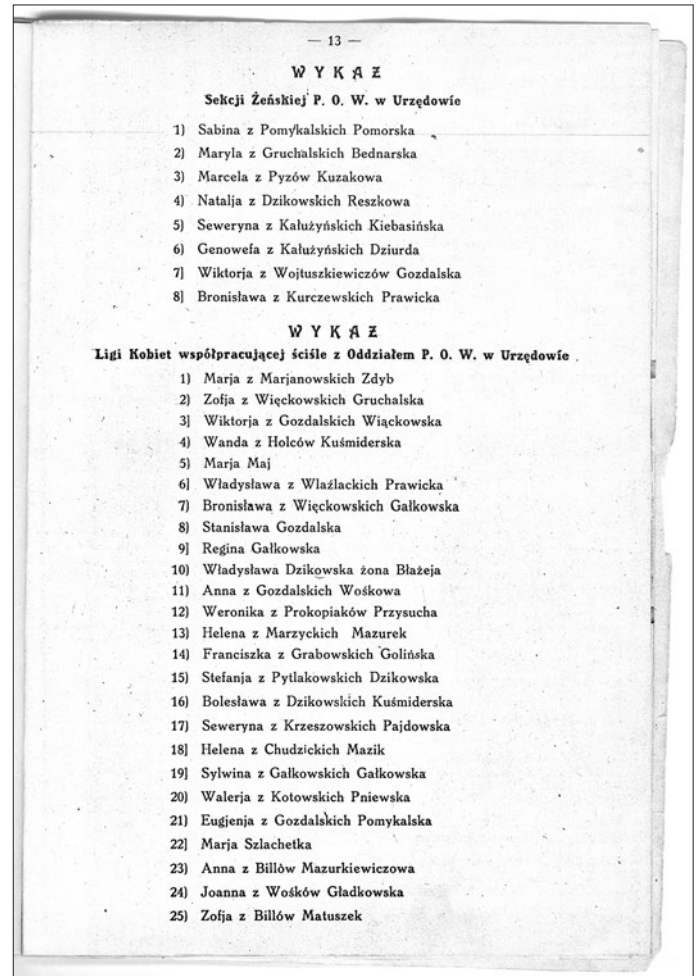 — 13 —
WYKAZ
Sekcji Żeńskiej P. O. W. w Urzędowie
1) Sabina z Pomykalskich Pomorska
2) Maryla z Gruchalskich Bednarska
3) Marcela z Pyzów Kuzakowa
4) Natalja z Dzikowskich Reszkowa
5) Seweryna z Kałużyńskich Kiebasińska
6) Genowefa z Kałużyńskich Dziurda
7] Wiktorja z Wojtuszkiewiczów Gozdalska
8] Bronisława z Kurczewskich Prawicka
WYKAZ
Ligi Kobiet współpracującej ściśle z Oddziałem P. O. W. w Urzędowie
1) Marja z Marjanowskich Zdyb
2) Zofja z Więckowskich Gruchalska
3] Wiktorja z Gozdalskich Wiąckowska
4) Wanda z Holców Kuśmiderska
5) Marja Maj
6] Władysława z Wlaźlackich Prawicka
7) Bronisława z Więckowskich Gałkowska
8) Stanisława Gozdalska
9] Regina Gałkowska
10) Władysława Dzikowska żona Błażeja
11) Anna z Gozdalskich Wośkowa
12) Weronika z Prokopiaków Przysucha
13) Helena z Marzyckich Mazurek
14) Franciszka z Grabowskich Golińska
15) Stefanja z Pytlakowskich Dzikowska
16) Bolesława z Dzikowskich Kuśmiderska
17) Seweryna z Krzeszowskich Pajdowska
18] Helena z Chudzickich Mazik
19] Sylwina z Gałkowskich Gałkowska
20) Walerja z Kotowskich Pniewska
21) Eugjenja z Gozdalskich Pomykalska
22] Marja Szlachetka
23) Anna z Billów Mazurkiewiczowa
24) Joanna z Wośków Gładkowska
25) Zofja z Billów Matuszek